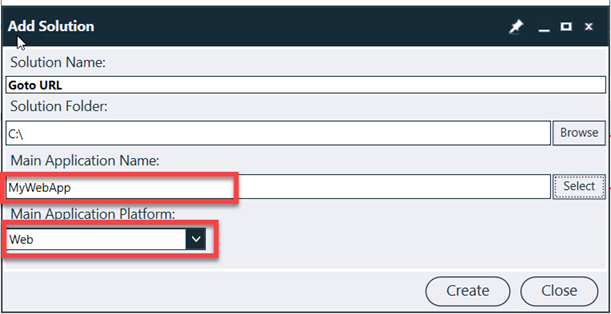 Add Solution
Solution Name:
Goto URL
Solution Folder:
C:\
Browse
Main Application Name:
MyWebApp
Select
Main Application Platform:
Web
Create
Close